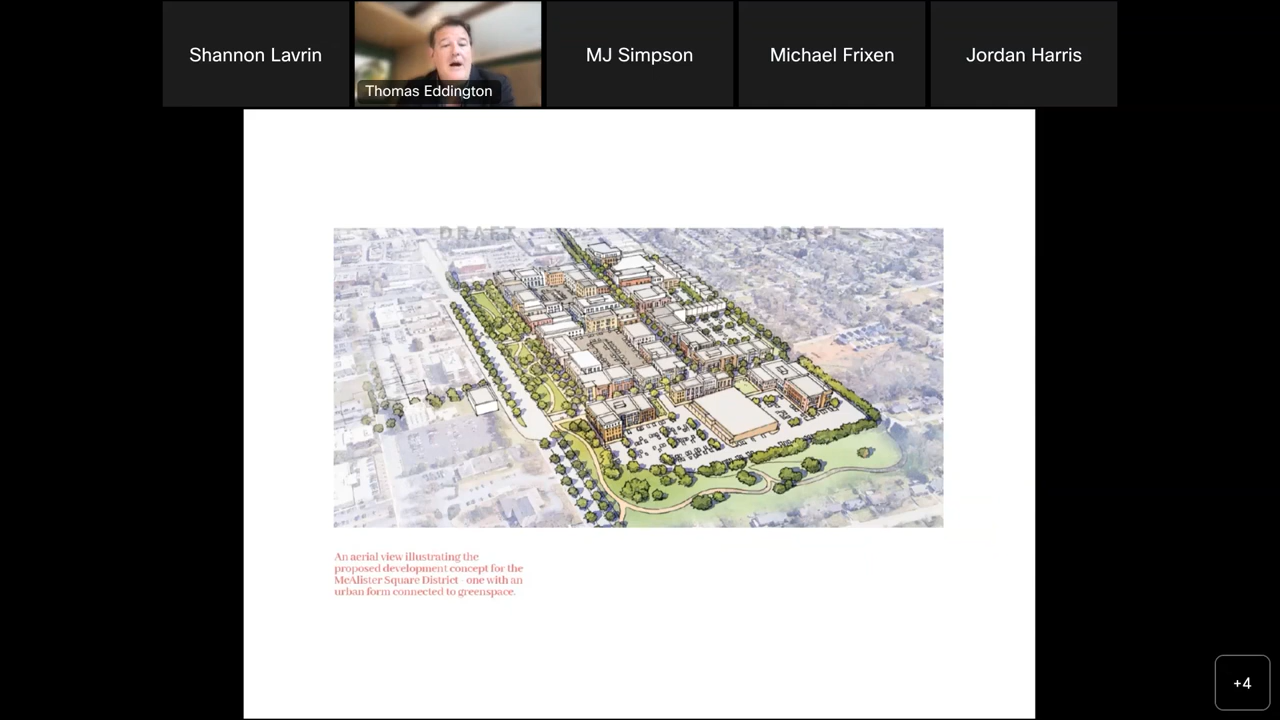 Shannon Lavrin
Thomas Eddington
MJ Simpson
Michael Frixen
Jordan Harris
DRAFT
DRAFT
An aerial view illustrating the
proposed development concept for the
McAlister Square District - one with an
urban form connected to greenspace.
+4